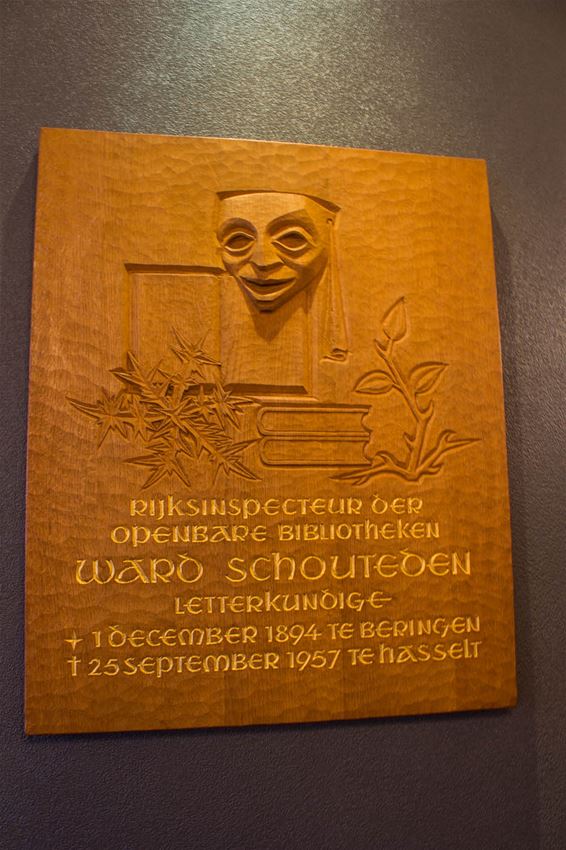 RIJKSINSPECTEUR DER
OPENBARE BIBLIOTHEKEN
WARD SCHOUTEDEN
LETTERKUNDIGE
+ 1 DECEMBER 1894 TE BERINGEN
† 25 SEPTEMBER 1957 TE HASSELT